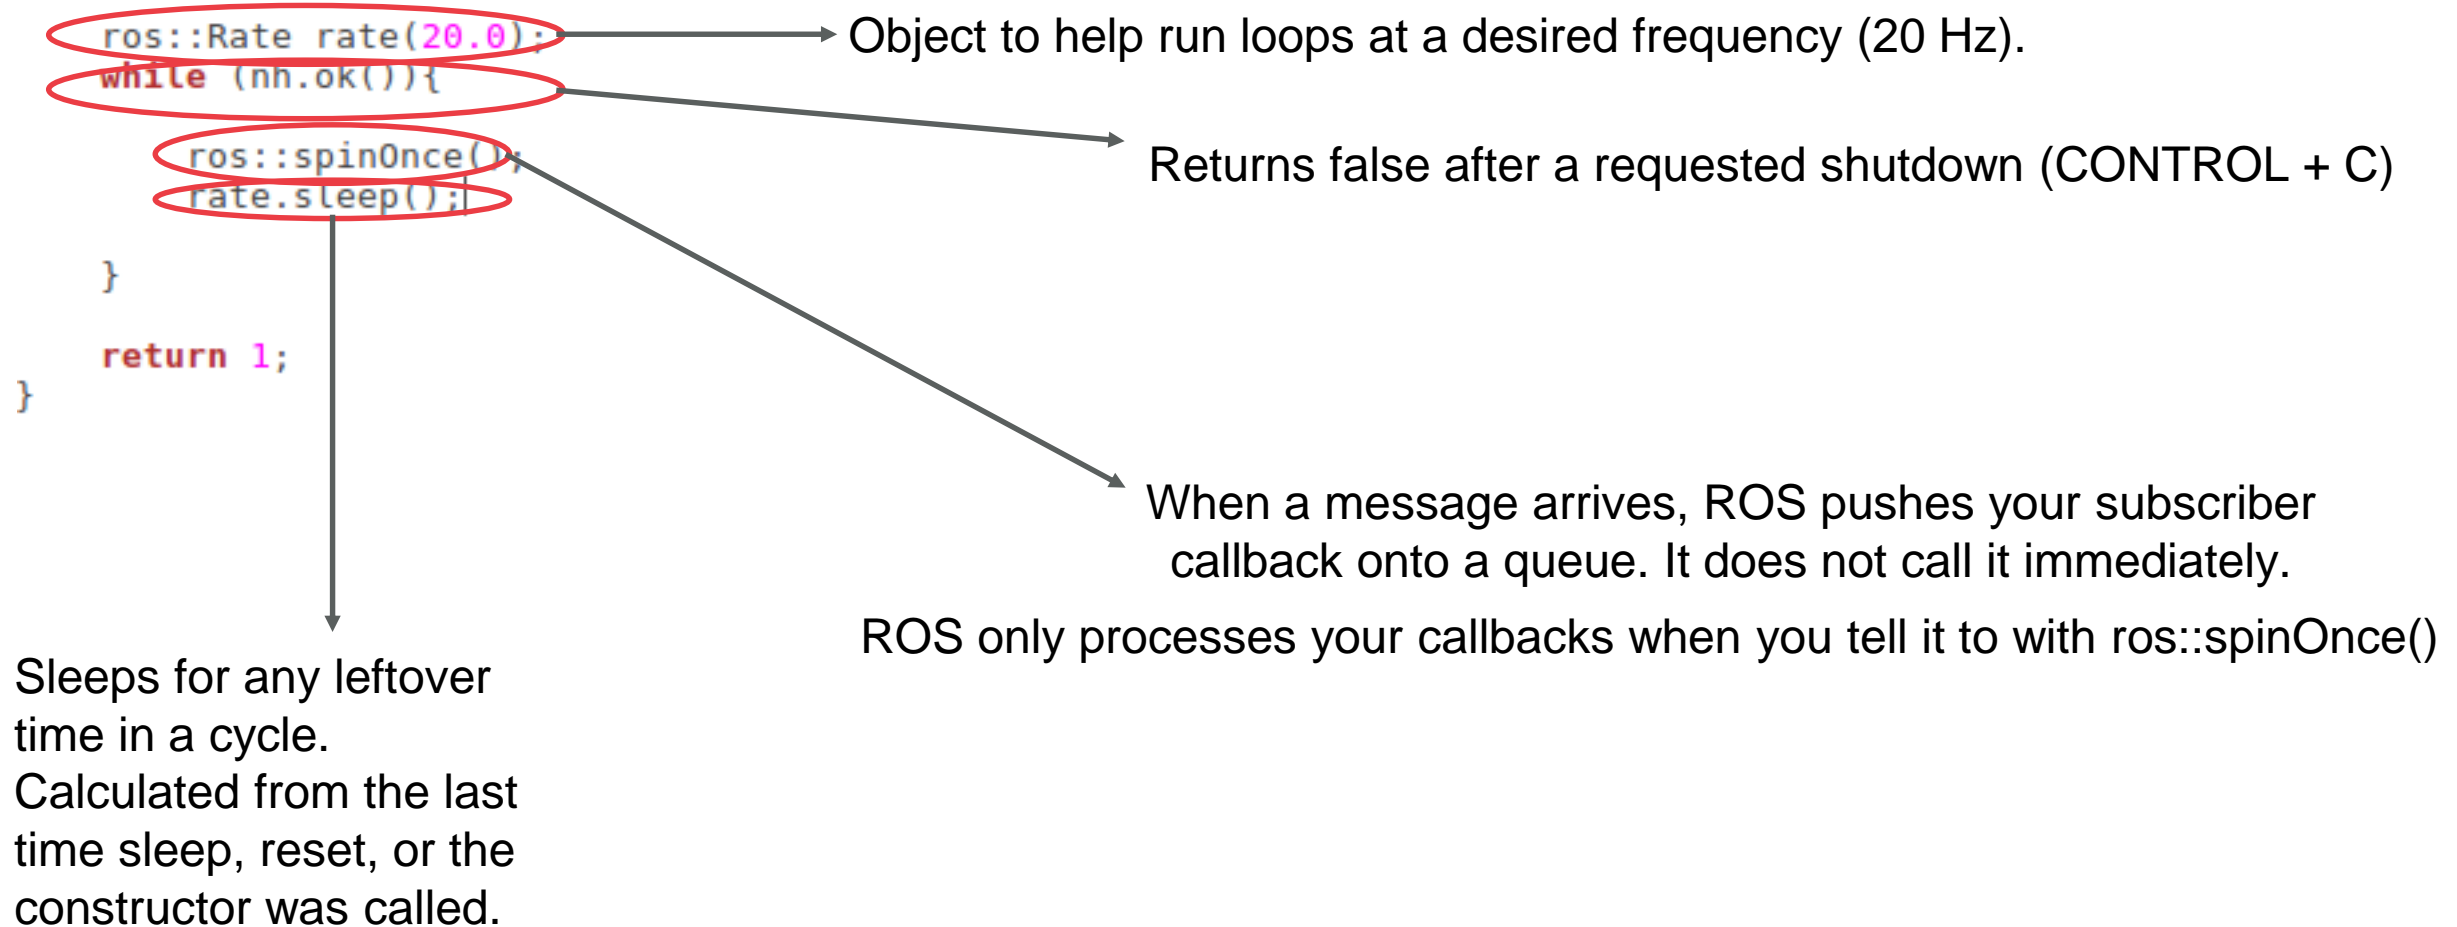 ros::Rate rate(20.0);
Object to help run loops at a desired frequency (20 Hz).
while (nh.ok()){
Returns false after a requested shutdown (CONTROL + C)
ros::spinOnce();
rate.sleep();
}
return 1;
}
When a message arrives, ROS pushes your subscriber
callback onto a queue. It does not call it immediately.
ROS only processes your callbacks when you tell it to with ros::spinOnce()
Sleeps for any leftover
time in a cycle.
Calculated from the last
time sleep, reset, or the
constructor was called.